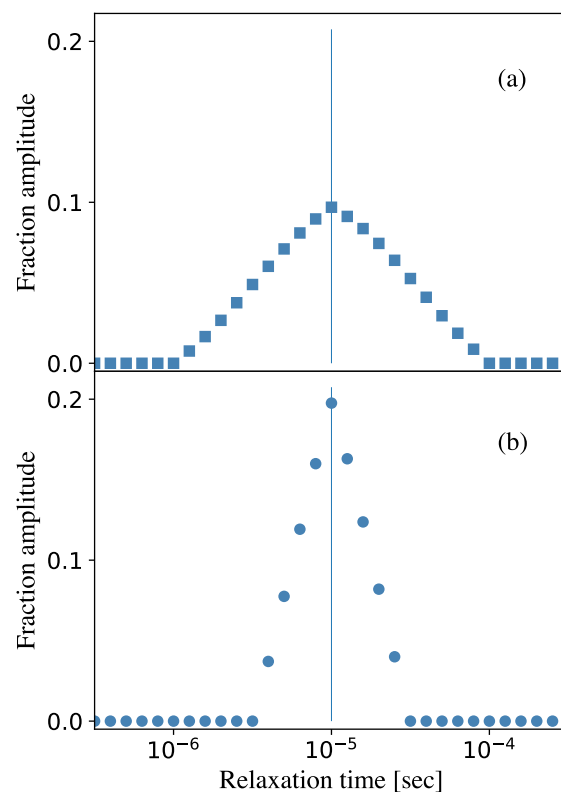 0.2
(a)
Fraction amplitude
0.1
0.0
0.2
(b)
Fraction amplitude
0.1
0.0
10⁻⁶ 10⁻⁵ 10⁻⁴
Relaxation time [sec]